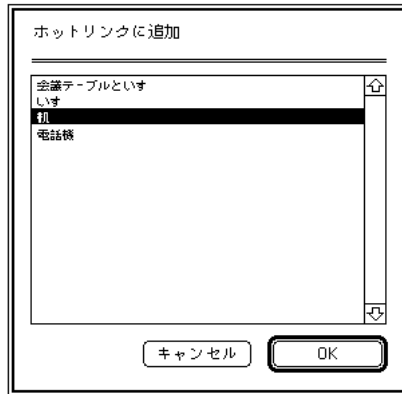 ホットリンクに追加
会議テーブルといす
いす
机
電話機
キャンセル
OK